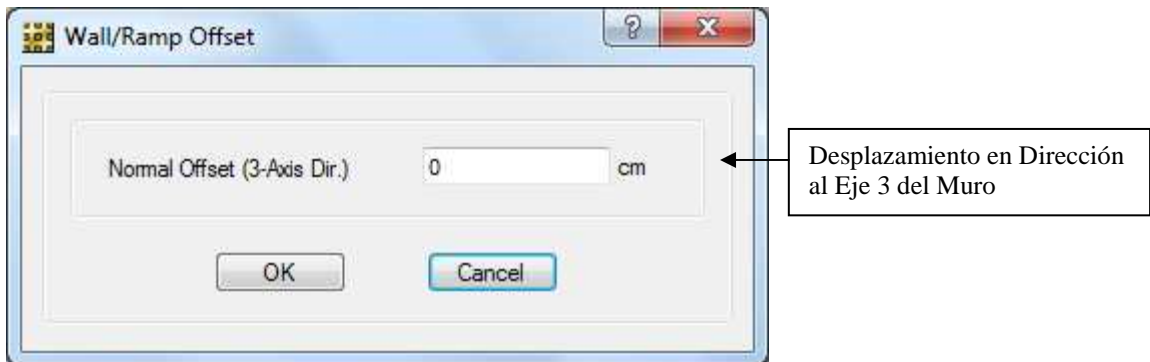 Wall/Ramp Offset
Normal Offset (3-Axis Dir.) 0 cm
Desplazamiento en Dirección
al Eje 3 del Muro
OK Cancel